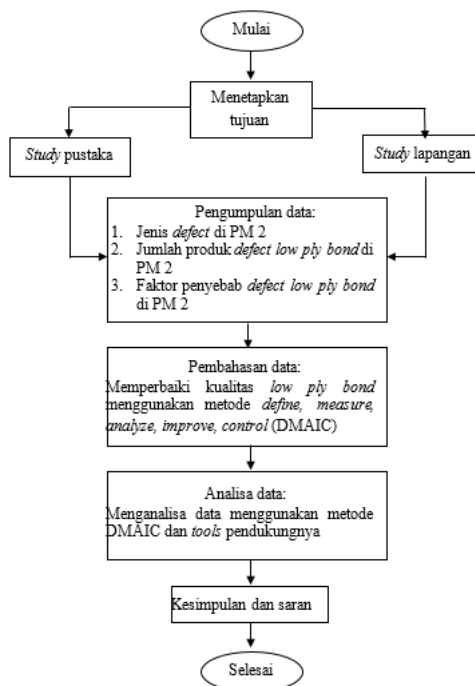 Mulai
Menetapkan
tujuan
Study pustaka
Study lapangan
Pengumpulan data:
1. Jenis defect di PM 2
2. Jumlah produk defect low ply bond di
PM 2
3. Faktor penyebab defect low ply bond
di PM 2
Pembahasan data:
Memperbaiki kualitas low ply bond
menggunakan metode define, measure,
analyze, improve, control (DMAIC)
Analisa data:
Menganalisa data menggunakan metode
DMAIC dan tools pendukungnya
Kesimpulan dan saran
Selesai